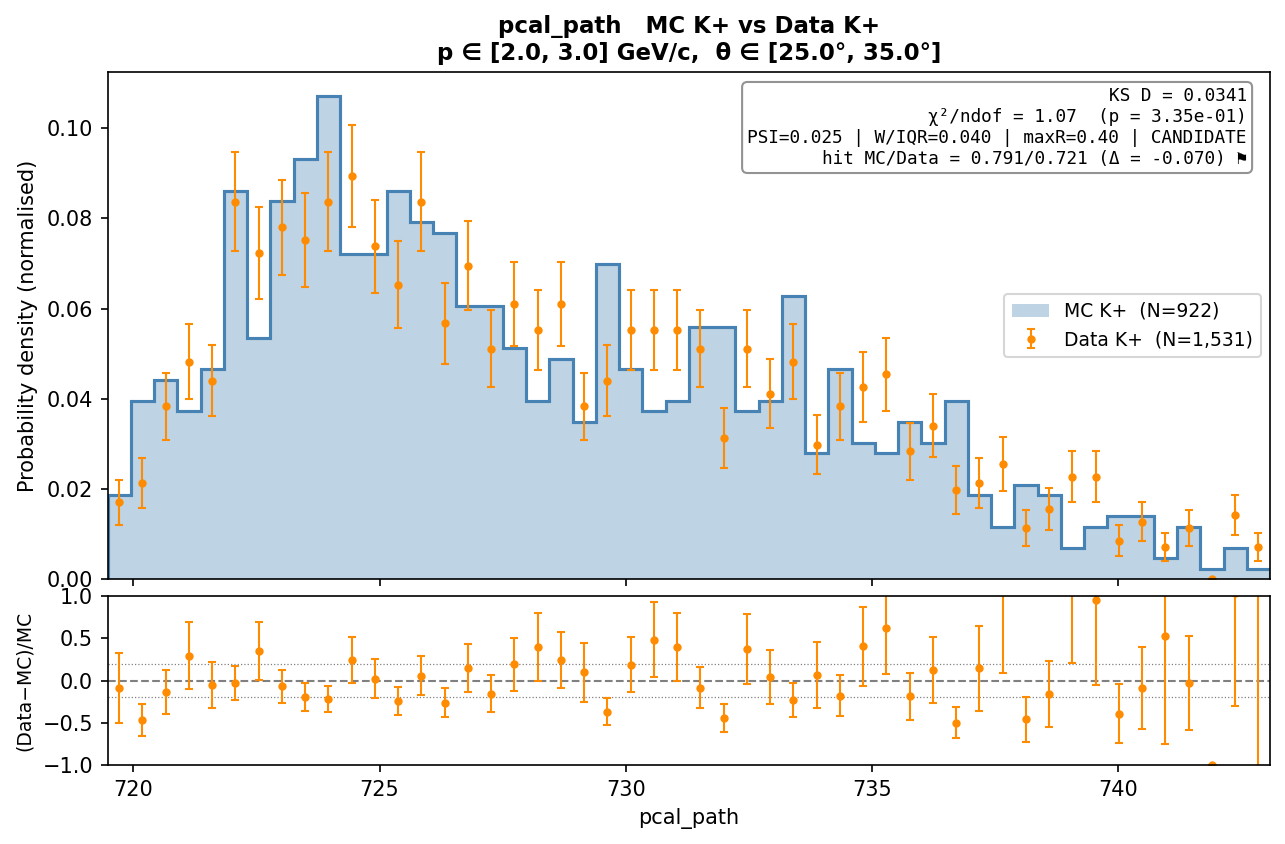 pcal_path   MC K+ vs Data K+
p ∈ [2.0, 3.0] GeV/c,  θ ∈ [25.0°, 35.0°]
KS D = 0.0341
χ²/ndof = 1.07  (p = 3.35e-01)
PSI=0.025 | W/IQR=0.040 | maxR=0.40 | CANDIDATE
hit MC/Data = 0.791/0.721 (Δ = -0.070) ⚑
MC K+  (N=922)
Data K+  (N=1,531)
Probability density (normalised)
0.10
0.08
0.06
0.04
0.02
0.00
(Data−MC)/MC
1.0
0.5
0.0
−0.5
−1.0
720 725 730 735 740
pcal_path